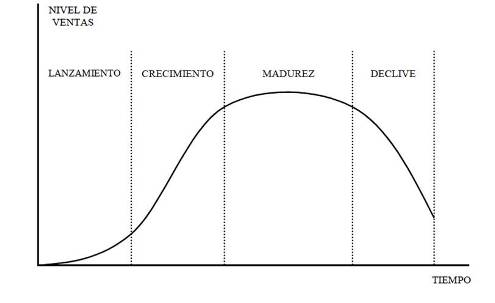 NIVEL DE
VENTAS
LANZAMIENTO
CRECIMIENTO
MADUREZ
DECLIVE
TIEMPO